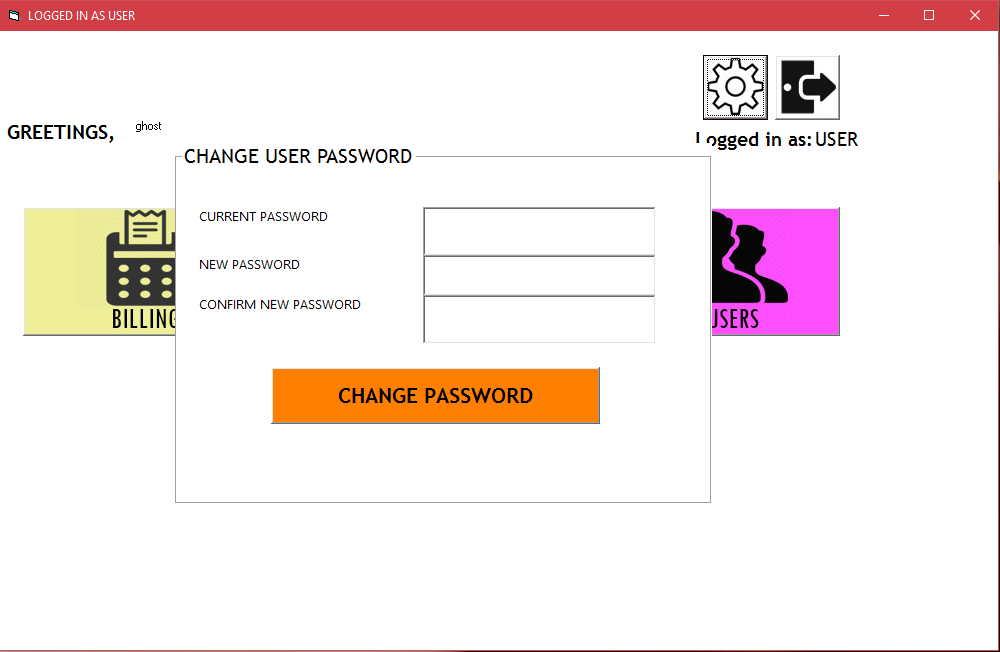 LOGGED IN AS USER
GREETINGS, ghost
Logged in as: USER
CHANGE USER PASSWORD
CURRENT PASSWORD
NEW PASSWORD
CONFIRM NEW PASSWORD
BILLING
USERS
CHANGE PASSWORD